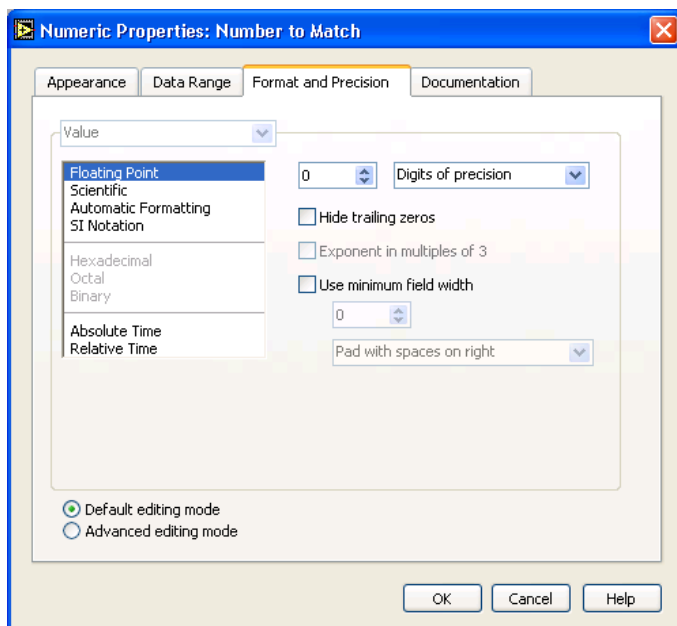 Numeric Properties: Number to Match
Appearance Data Range Format and Precision Documentation
Value
Floating Point
Scientific
Automatic Formatting
SI Notation
Hexadecimal
Octal
Binary
Absolute Time
Relative Time
0 Digits of precision
Hide trailing zeros
Exponent in multiples of 3
Use minimum field width
0
Pad with spaces on right
Default editing mode
Advanced editing mode
OK Cancel Help